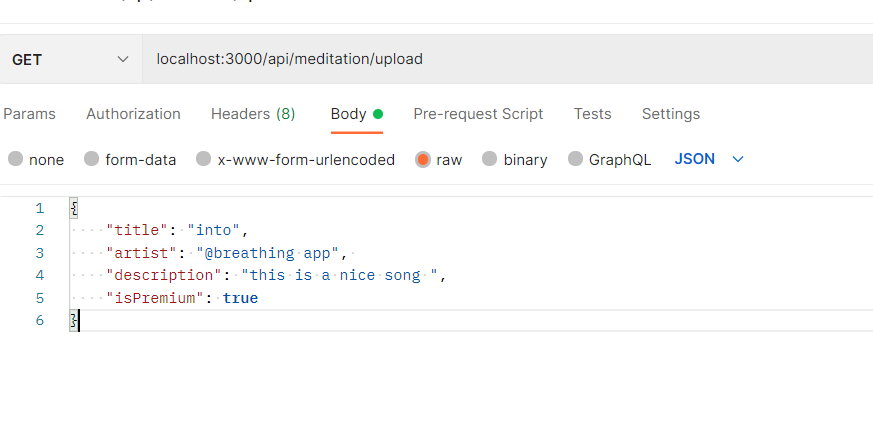 GET localhost:3000/api/meditation/upload
Params Authorization Headers (8) Body Pre-request Script Tests Settings
none form-data x-www-form-urlencoded raw binary GraphQL JSON
1 {
2 "title": "into",
3 "artist": "@breathing app",
4 "description": "this is a nice song ",
5 "isPremium": true
6 }